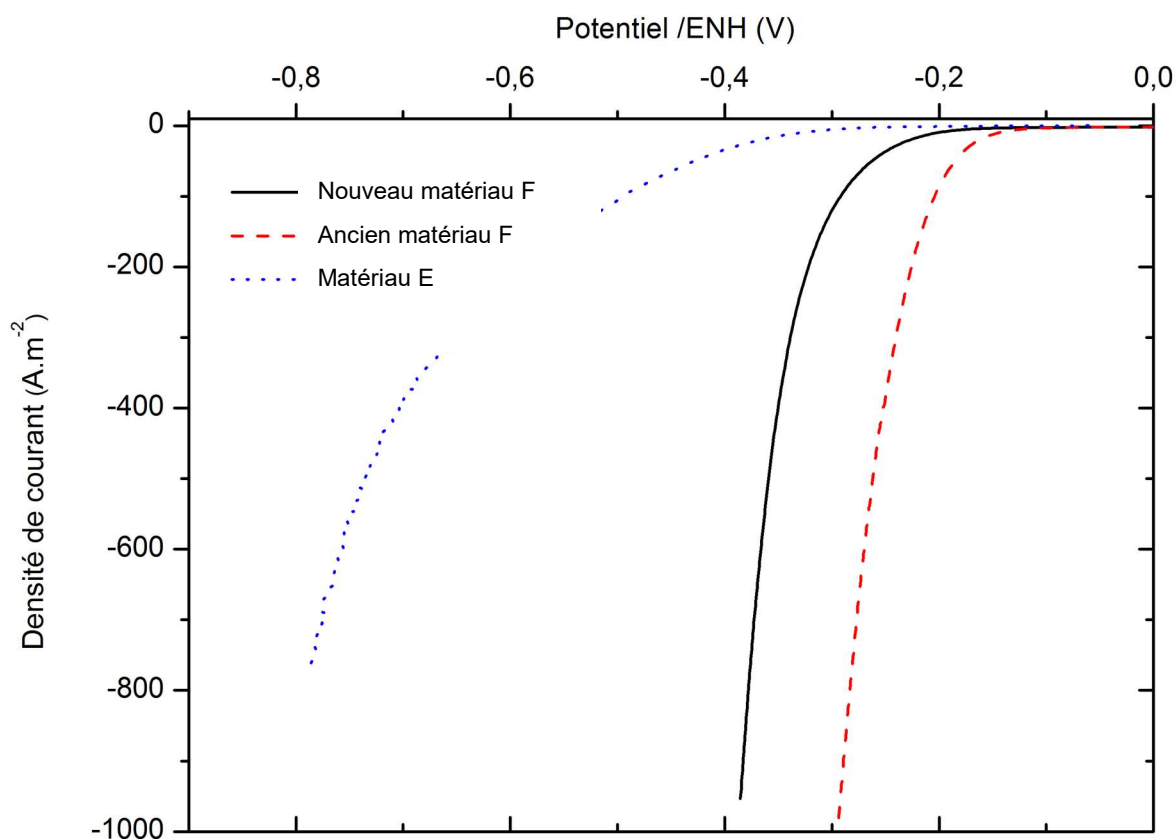 Potentiel /ENH (V)
-0,8 -0,6 -0,4 -0,2 0,0
0
-200
-400
-600
-800
-1000
Densité de courant (A.m-2)
Nouveau matériau F
Ancien matériau F
Matériau E